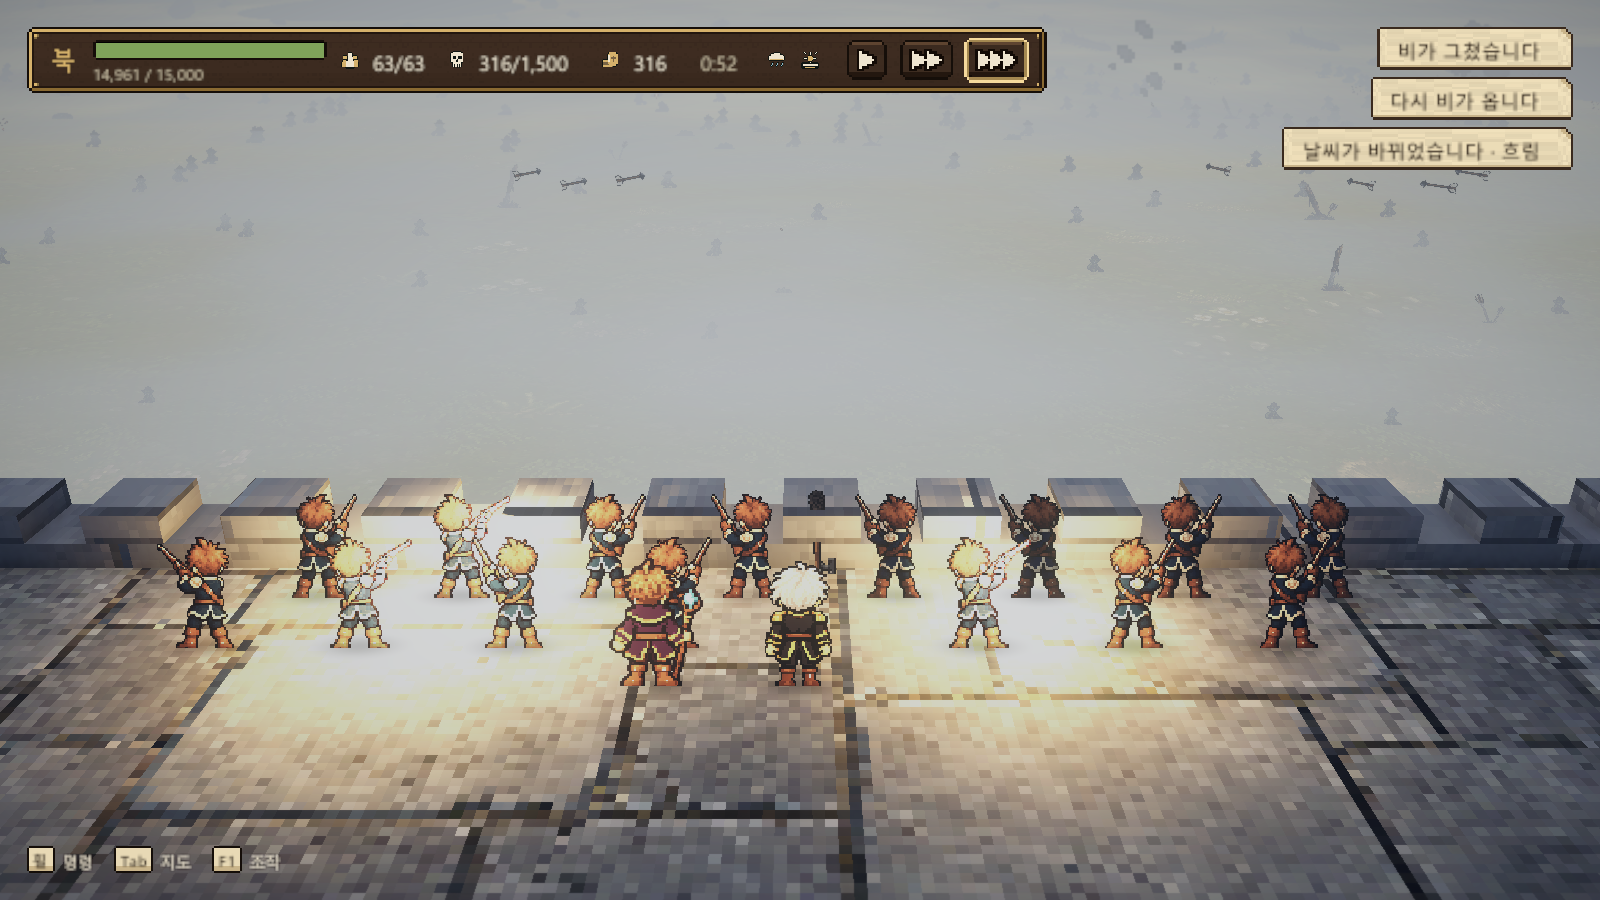 북
14,961 / 15,000
63/63
316/1,500
316
0:52
비가 그쳤습니다
다시 비가 옵니다
날씨가 바뀌었습니다 · 흐림
휠 명령
Tab 지도
F1 조작